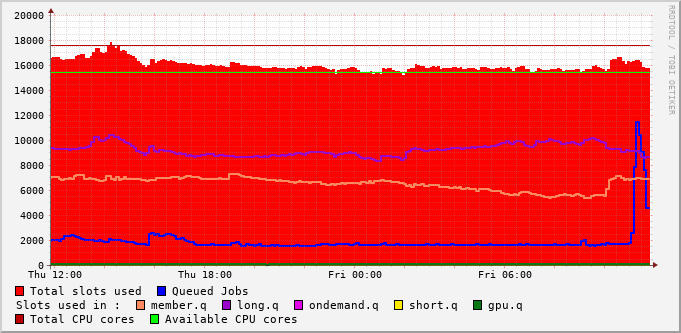 RRDTOOL / TOBI OETIKER
20000
18000
16000
14000
12000
10000
8000
6000
4000
2000
0
Thu 12:00 Thu 18:00 Fri 00:00 Fri 06:00
Total slots used Queued Jobs
Slots used in : member.q long.q ondemand.q short.q gpu.q
Total CPU cores Available CPU cores